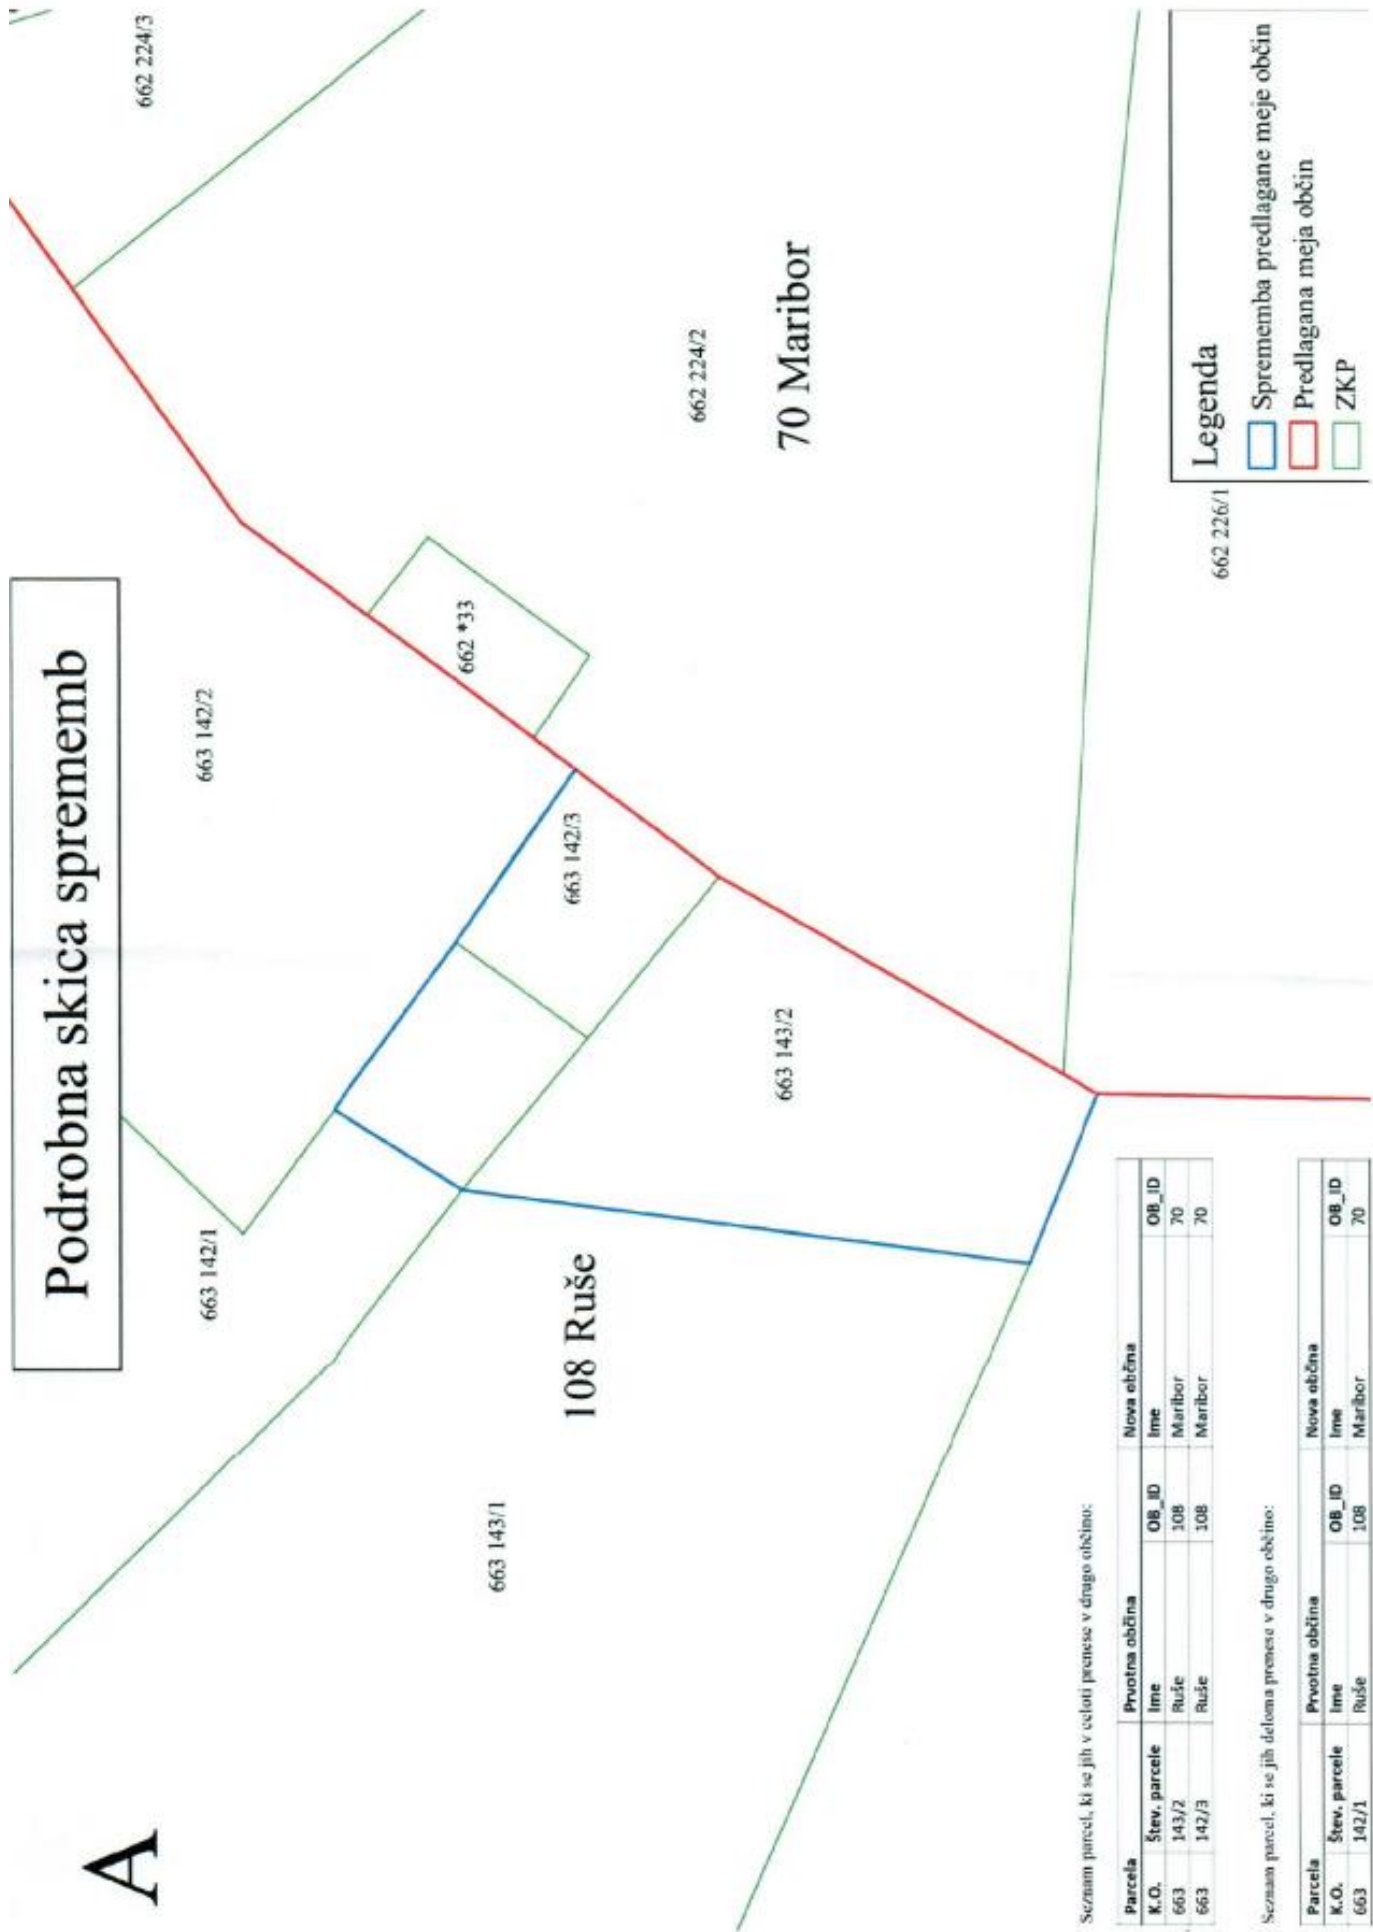 Podrobna skica sprememb
A
662 224/3
663 142/2
663 142/1
662 *33
663 142/3
662 224/2
70 Maribor
108 Ruše
663 143/1
663 143/2
662 226/1
Legenda
Sprememba predlagane meje občin
Predlagana meja občin
ZKP
Seznam parcel, ki se jih v celoti prenese v drugo občino:
Parcela Prvotna občina Nova občina
K.O. Štev. parcele Ime OB_ID Ime OB_ID
663 143/2 Ruše 108 Maribor 70
663 142/3 Ruše 108 Maribor 70
Seznam parcel, ki se jih deloma prenese v drugo občino:
Parcela Prvotna občina Nova občina
K.O. Štev. parcele Ime OB_ID Ime OB_ID
663 142/1 Ruše 108 Maribor 70